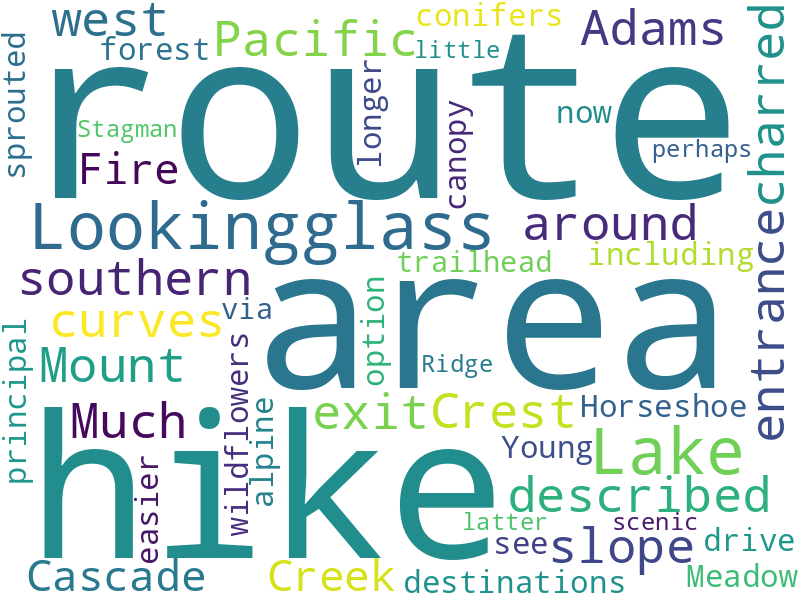 west
conifers
Adams
forest
Pacific
little
route
sprouted
Stagman
longer
canopy
now
perhaps
charred
Fire
Lookingglass
around
entrance
southern
trailhead
including
area
curves
via
option
Mount
principal
wildflowers
Ridge
Much
alpine
exit
Crest
Horseshoe
hike
easier
Young
Lake
described
latter
scenic
see
slope
drive
Cascade
Creek
destinations
Meadow